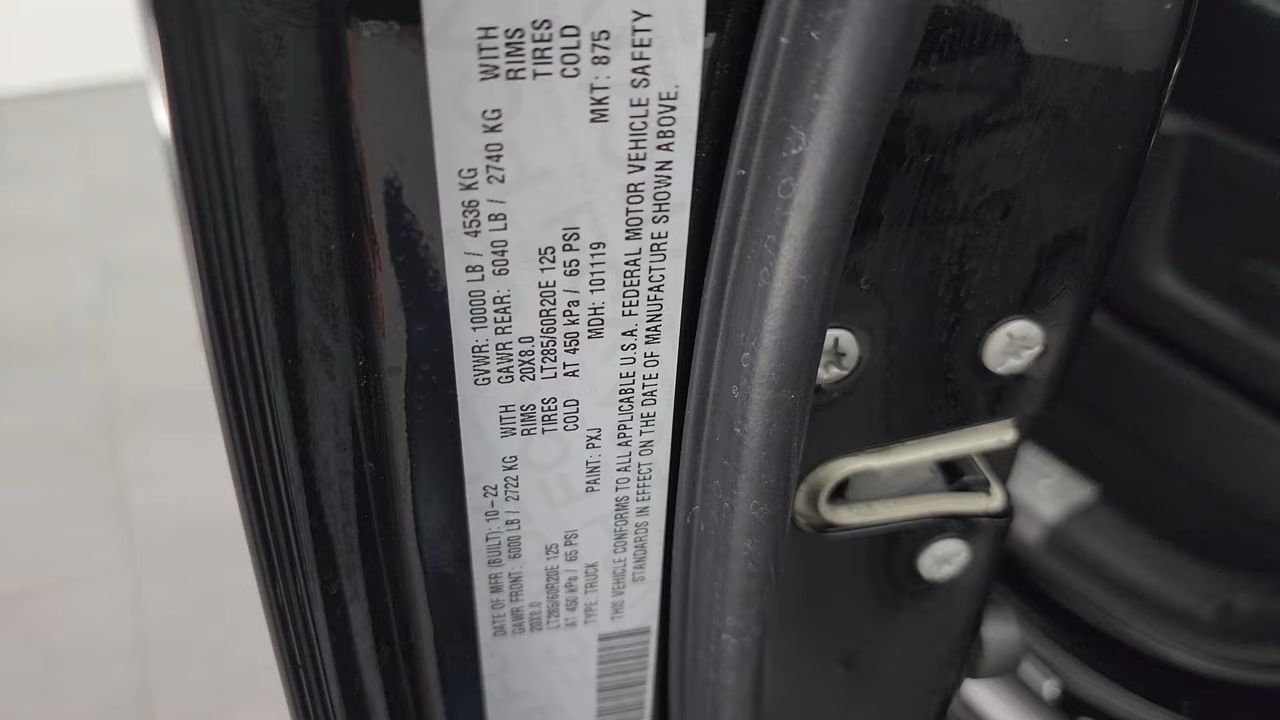 DATE OF MFR (BUILT): 10-22 GVWR: 10000 LB / 4536 KG
GAWR FRONT: 6000 LB / 2722 KG WITH GAWR REAR: 6040 LB / 2740 KG WITH
20X8.0 RIMS 20X8.0 RIMS
LT285/60R20E 125 TIRES LT285/60R20E 125 TIRES
AT 450 kPa / 65 PSI COLD AT 450 kPa / 65 PSI COLD
TYPE: TRUCK PAINT: PXJ MDH: 101119 MKT: 875
THIS VEHICLE CONFORMS TO ALL APPLICABLE U.S.A. FEDERAL MOTOR VEHICLE SAFETY
STANDARDS IN EFFECT ON THE DATE OF MANUFACTURE SHOWN ABOVE.